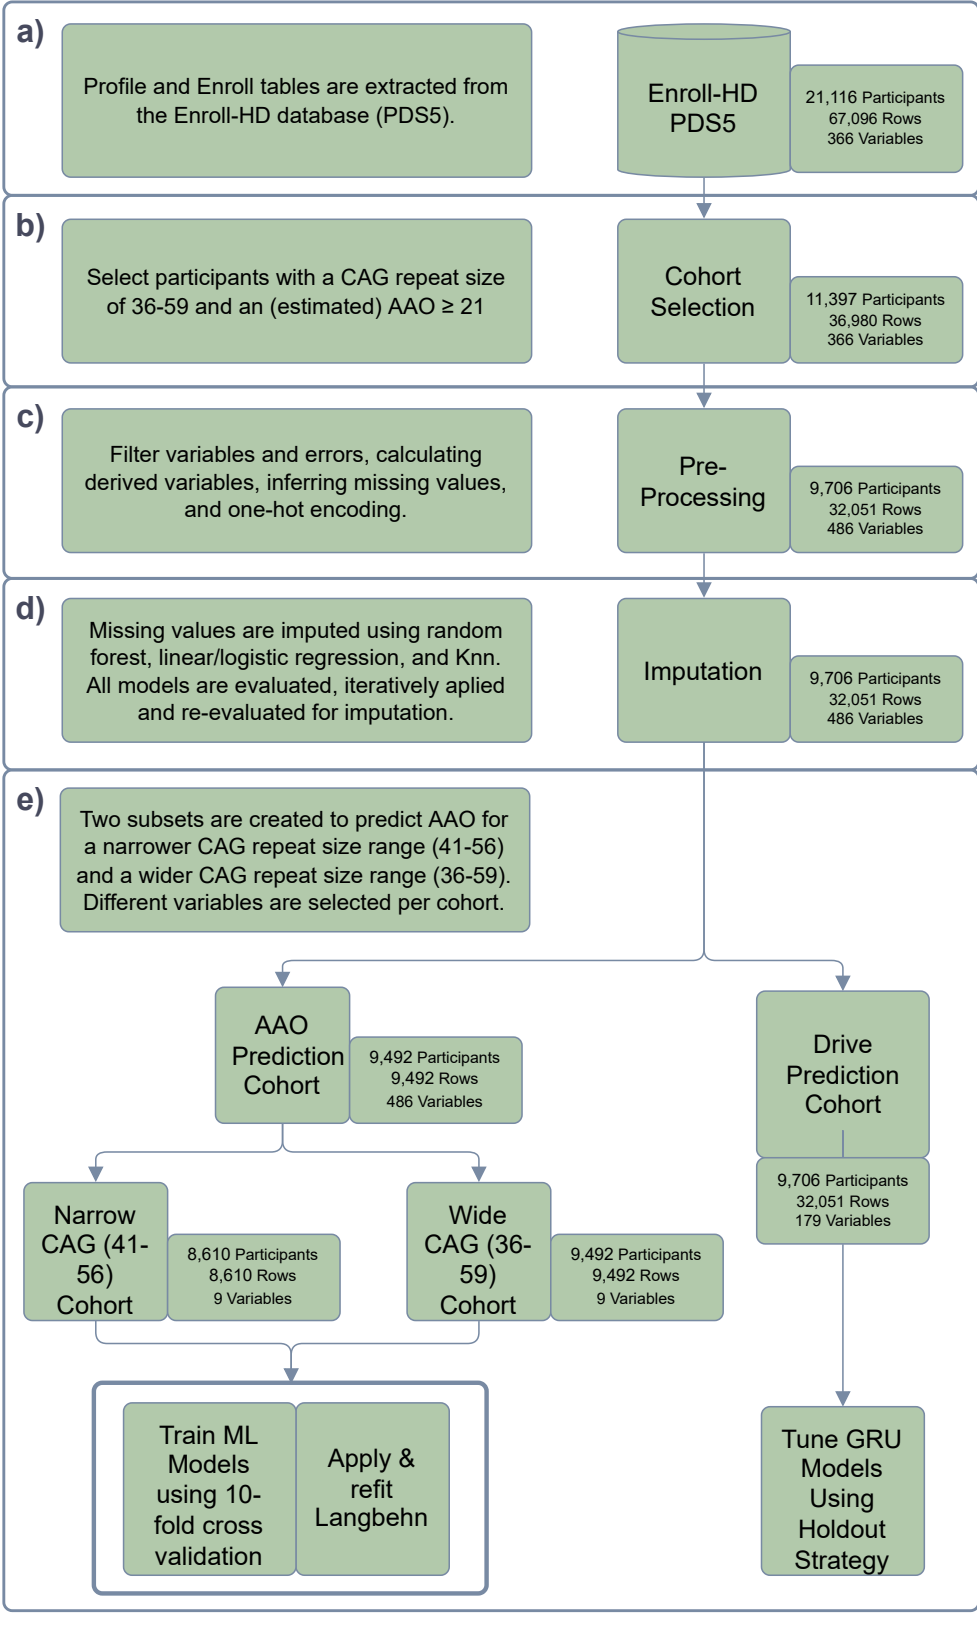 a)
Profile and Enroll tables are extracted from
the Enroll-HD database (PDS5).
Enroll-HD
PDS5
21,116 Participants
67,096 Rows
366 Variables
b)
Select participants with a CAG repeat size
of 36-59 and an (estimated) AAO ≥ 21
Cohort
Selection
11,397 Participants
36,980 Rows
366 Variables
c)
Filter variables and errors, calculating
derived variables, inferring missing values,
and one-hot encoding.
Pre-
Processing
9,706 Participants
32,051 Rows
486 Variables
d)
Missing values are imputed using random
forest, linear/logistic regression, and Knn.
All models are evaluated, iteratively aplied
and re-evaluated for imputation.
Imputation
9,706 Participants
32,051 Rows
486 Variables
e)
Two subsets are created to predict AAO for
a narrower CAG repeat size range (41-56)
and a wider CAG repeat size range (36-59).
Different variables are selected per cohort.
AAO
Prediction
Cohort
9,492 Participants
9,492 Rows
486 Variables
Drive
Prediction
Cohort
9,706 Participants
32,051 Rows
179 Variables
Narrow
CAG (41-
56)
Cohort
8,610 Participants
8,610 Rows
9 Variables
Wide
CAG (36-
59)
Cohort
9,492 Participants
9,492 Rows
9 Variables
Train ML
Models
using 10-
fold cross
validation
Apply &
refit
Langbehn
Tune GRU
Models
Using
Holdout
Strategy